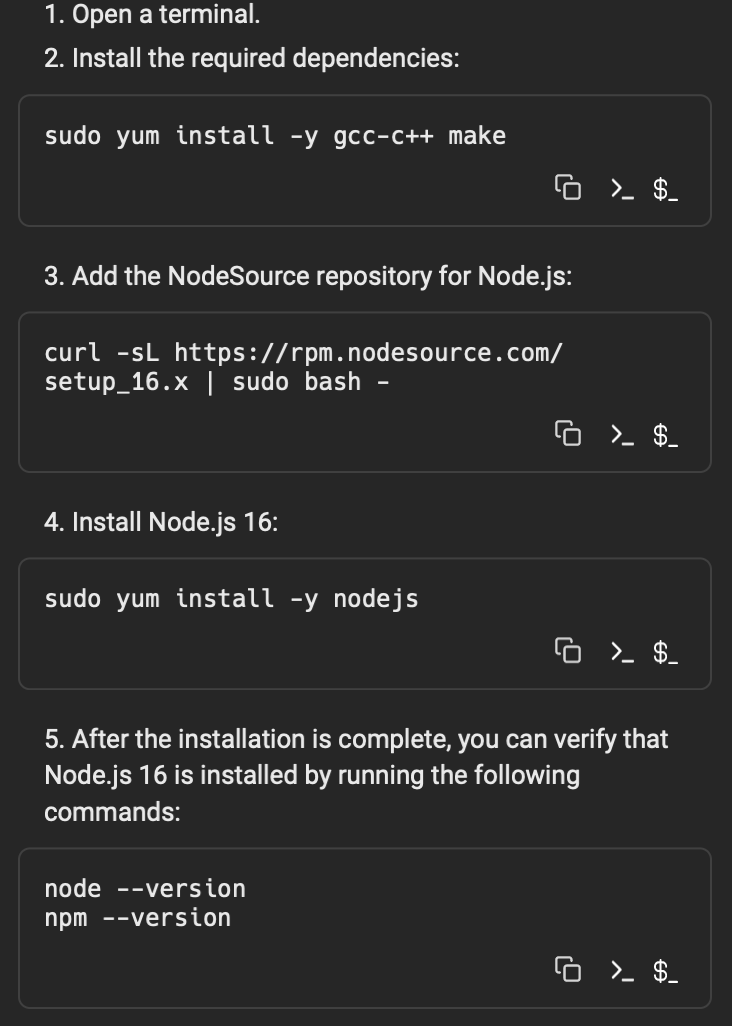 1. Open a terminal.
2. Install the required dependencies:
sudo yum install -y gcc-c++ make
>_ $_
3. Add the NodeSource repository for Node.js:
curl -sL https://rpm.nodesource.com/
setup_16.x | sudo bash -
>_ $_
4. Install Node.js 16:
sudo yum install -y nodejs
>_ $_
5. After the installation is complete, you can verify that
Node.js 16 is installed by running the following
commands:
node --version
npm --version
>_ $_